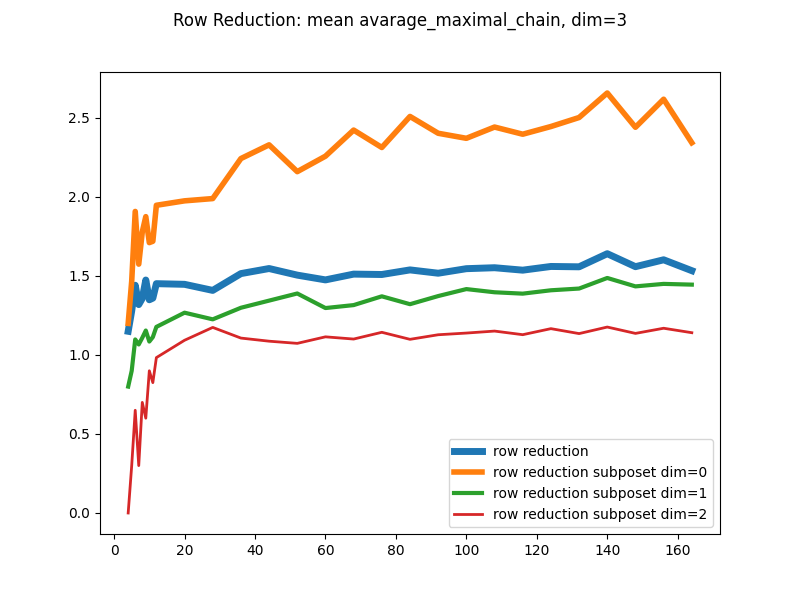 Row Reduction: mean avarage_maximal_chain, dim=3
2.5
2.0
1.5
1.0
0.5
0.0
row reduction
row reduction subposet dim=0
row reduction subposet dim=1
row reduction subposet dim=2
0 20 40 60 80 100 120 140 160